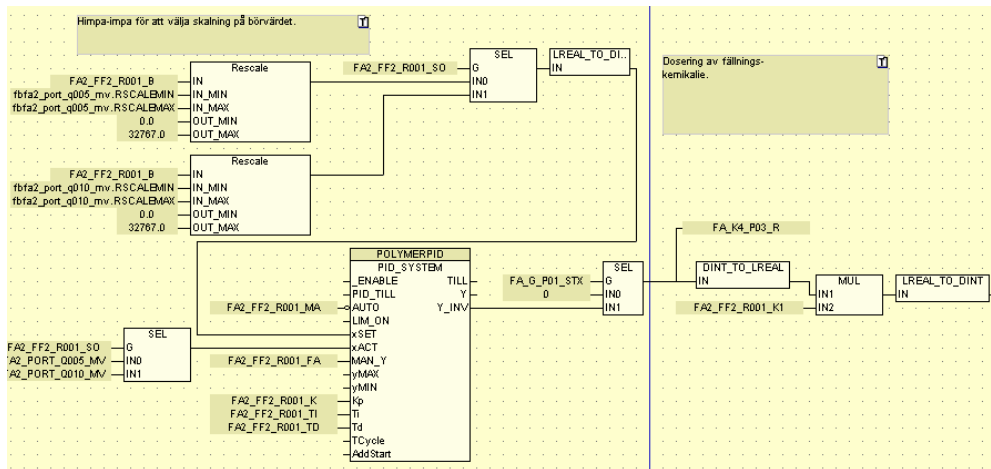 Himpa-impa för att välja skalning på börvärdet.
T
Rescale
FA2_FF2_R001_B
IN
fbfa2_port_q005_mv.RSCALEMIN
IN_MIN
fbfa2_port_q005_mv.RSCALEMAX
IN_MAX
0.0
OUT_MIN
32767.0
OUT_MAX
Rescale
FA2_FF2_R001_B
IN
fbfa2_port_q010_mv.RSCALEMIN
IN_MIN
fbfa2_port_q010_mv.RSCALEMAX
IN_MAX
0.0
OUT_MIN
32767.0
OUT_MAX
SEL
FA2_FF2_R001_SO
G
IN0
IN1
LREAL_TO_DI..
IN
Dosering av fällnings-
kemikalie.
T
POLYMERPID
PID_SYSTEM
_ENABLE
TILL
PID_TILL
Y
FA2_FF2_R001_MA
AUTO
Y_INV
LIM_ON
xSET
xACT
FA2_FF2_R001_FA
MAN_Y
yMAX
yMIN
FA2_FF2_R001_K
Kp
FA2_FF2_R001_TI
Ti
FA2_FF2_R001_TD
Td
TCycle
AddStart
SEL
FA2_FF2_R001_SO
G
A2_PORT_Q005_MV
IN0
A2_PORT_Q010_MV
IN1
SEL
FA_G_P01_STX
G
0
IN0
IN1
FA_K4_P03_R
DINT_TO_LREAL
IN
MUL
IN1
FA2_FF2_R001_K1
IN2
LREAL_TO_DINT
IN